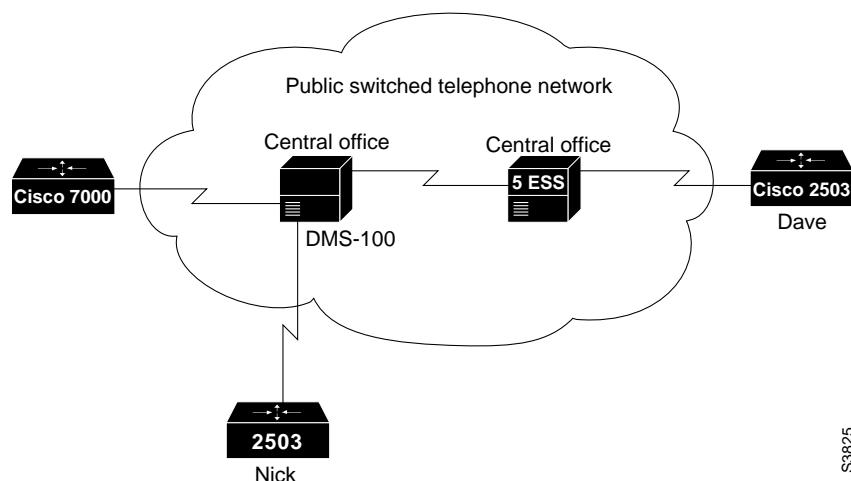 Public switched telephone network
Central office
Central office
5 ESS
Cisco 7000
Cisco 2503
DMS-100
Dave
2503
Nick
S3825